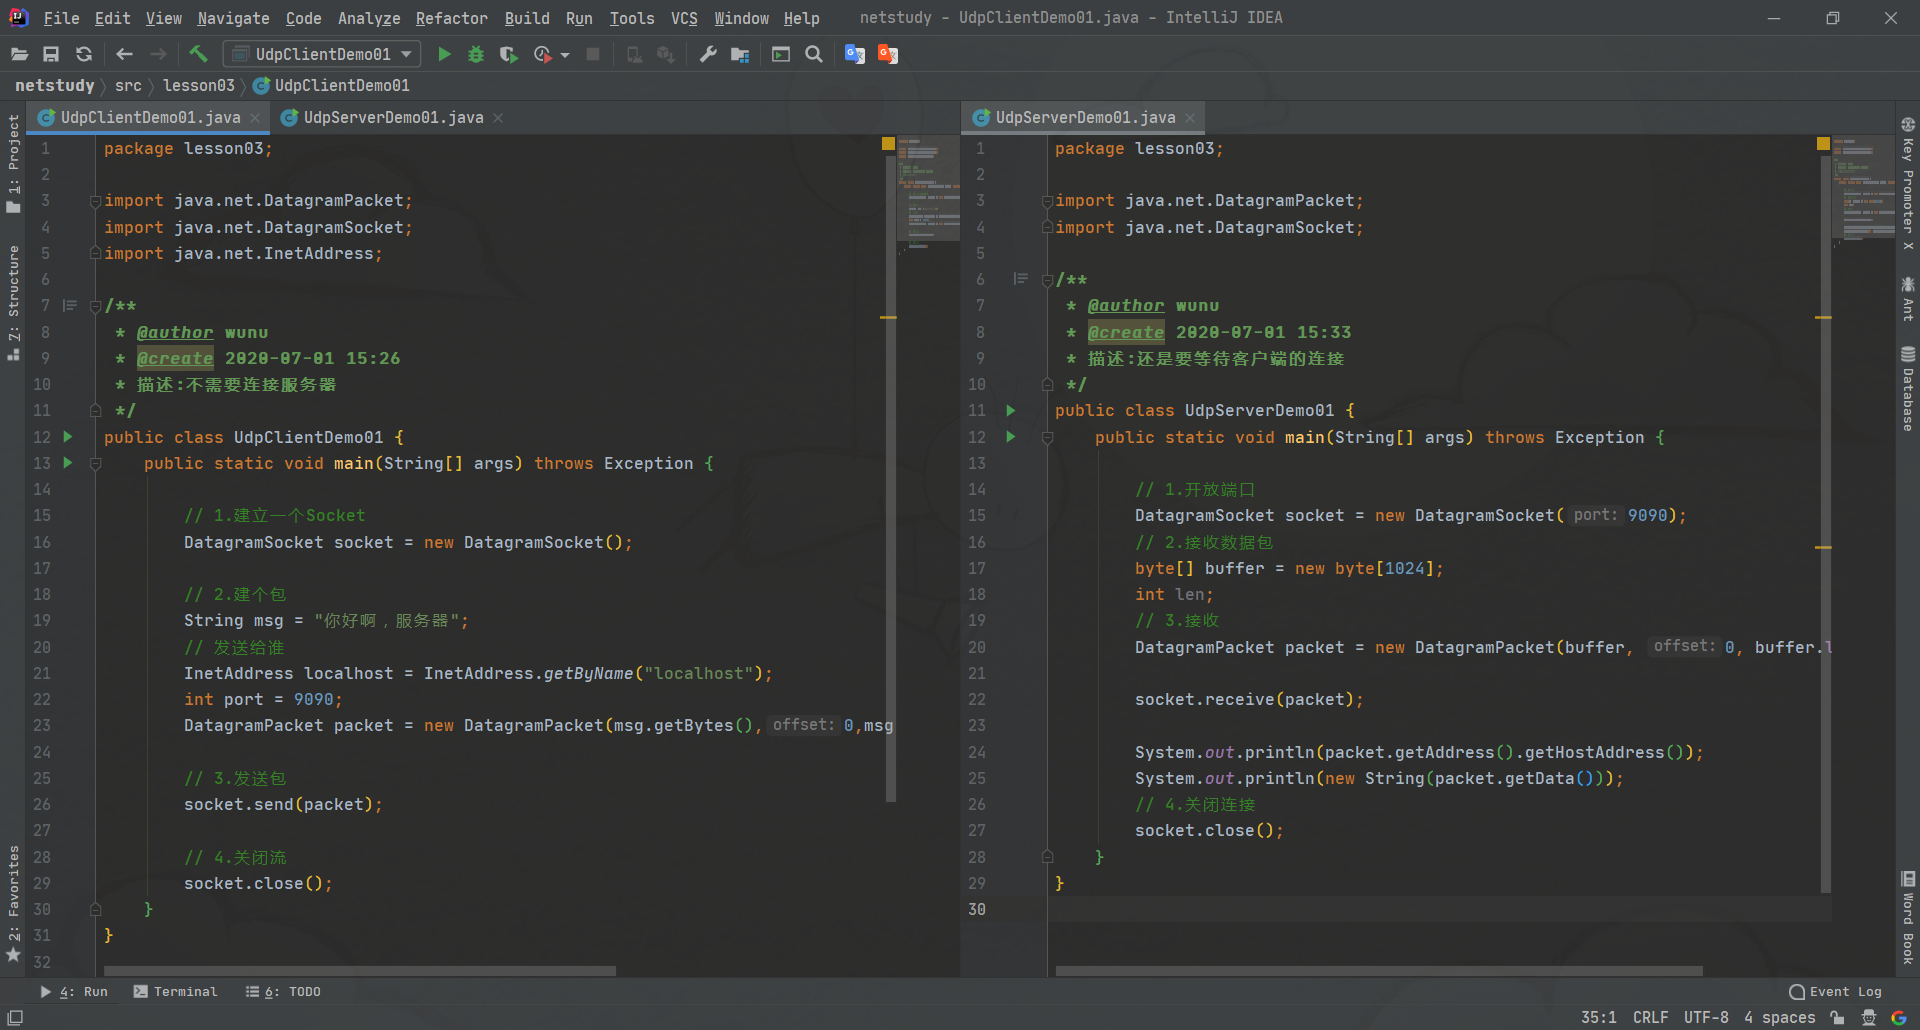 File Edit View Navigate Code Analyze Refactor Build Run Tools VCS Window Help netstudy - UdpClientDemo01.java - IntelliJ IDEA
UdpClientDemo01
netstudy src lesson03 UdpClientDemo01
UdpClientDemo01.java UdpServerDemo01.java
1 package lesson03;
2
3 import java.net.DatagramPacket;
4 import java.net.DatagramSocket;
5 import java.net.InetAddress;
6
7 /**
8 * @author wunu
9 * @create 2020-07-01 15:26
10 * 描述:不需要连接服务器
11 */
12 public class UdpClientDemo01 {
13 public static void main(String[] args) throws Exception {
14
15 // 1.建立一个Socket
16 DatagramSocket socket = new DatagramSocket();
17
18 // 2.建个包
19 String msg = "你好啊，服务器";
20 // 发送给谁
21 InetAddress localhost = InetAddress.getByName("localhost");
22 int port = 9090;
23 DatagramPacket packet = new DatagramPacket(msg.getBytes(), offset: 0,msg
24
25 // 3.发送包
26 socket.send(packet);
27
28 // 4.关闭流
29 socket.close();
30 }
31 }
32
UdpServerDemo01.java
1 package lesson03;
2
3 import java.net.DatagramPacket;
4 import java.net.DatagramSocket;
5
6 /**
7 * @author wunu
8 * @create 2020-07-01 15:33
9 * 描述:还是要等待客户端的连接
10 */
11 public class UdpServerDemo01 {
12 public static void main(String[] args) throws Exception {
13
14 // 1.开放端口
15 DatagramSocket socket = new DatagramSocket( port: 9090);
16 // 2.接收数据包
17 byte[] buffer = new byte[1024];
18 int len;
19 // 3.接收
20 DatagramPacket packet = new DatagramPacket(buffer, offset: 0, buffer.l
21
22 socket.receive(packet);
23
24 System.out.println(packet.getAddress().getHostAddress());
25 System.out.println(new String(packet.getData()));
26 // 4.关闭连接
27 socket.close();
28 }
29 }
30
1: Project
7: Structure
2: Favorites
Key Promoter X
Ant
Database
Word Book
4: Run Terminal 6: TODO Event Log
35:1 CRLF UTF-8 4 spaces